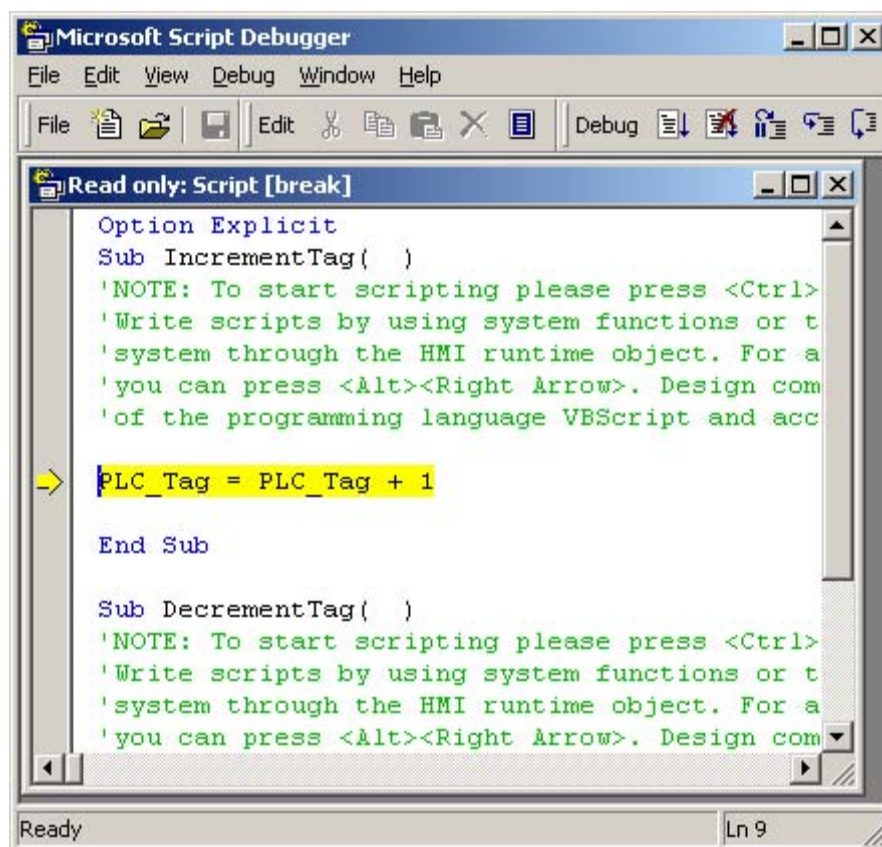 Microsoft Script Debugger
File Edit View Debug Window Help
File Edit Debug
Read only: Script [break]
Option Explicit
Sub IncrementTag( )
'NOTE: To start scripting please press <Ctrl>
'Write scripts by using system functions or t
'system through the HMI runtime object. For a
'you can press <Alt><Right Arrow>. Design com
'of the programming language VBScript and acc
PLC_Tag = PLC_Tag + 1
End Sub
Sub DecrementTag( )
'NOTE: To start scripting please press <Ctrl>
'Write scripts by using system functions or t
'system through the HMI runtime object. For a
'you can press <Alt><Right Arrow>. Design com
Ready Ln 9